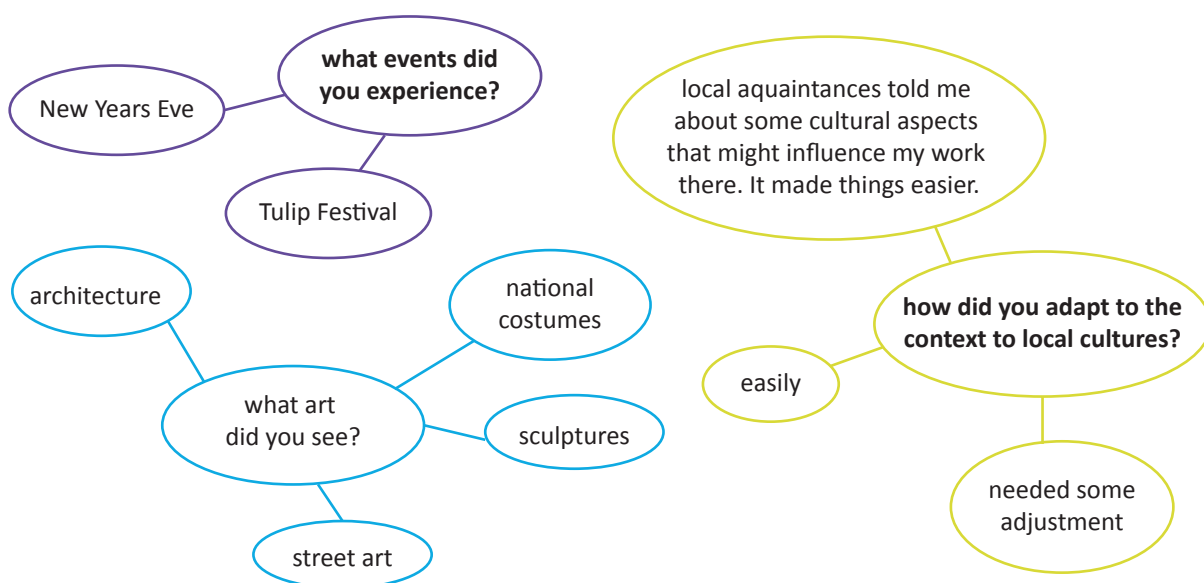 what events did
you experience?
New Years Eve
Tulip Festival
local aquaintances told me
about some cultural aspects
that might influence my work
there. It made things easier.
architecture
national
costumes
what art
did you see?
sculptures
street art
how did you adapt to the
context to local cultures?
easily
needed some
adjustment